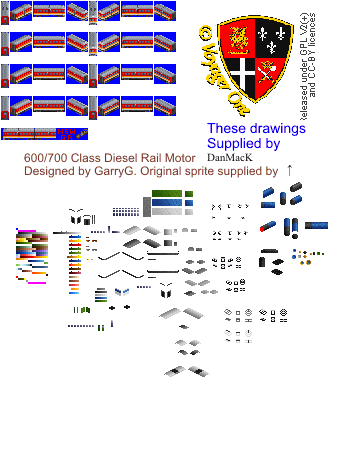 © Voyager One
Released under GPL V2(+)
and CC-BY licences
These drawings
Supplied by
DanMacK
600/700 Class Diesel Rail Motor
Designed by GarryG. Original sprite supplied by ↑